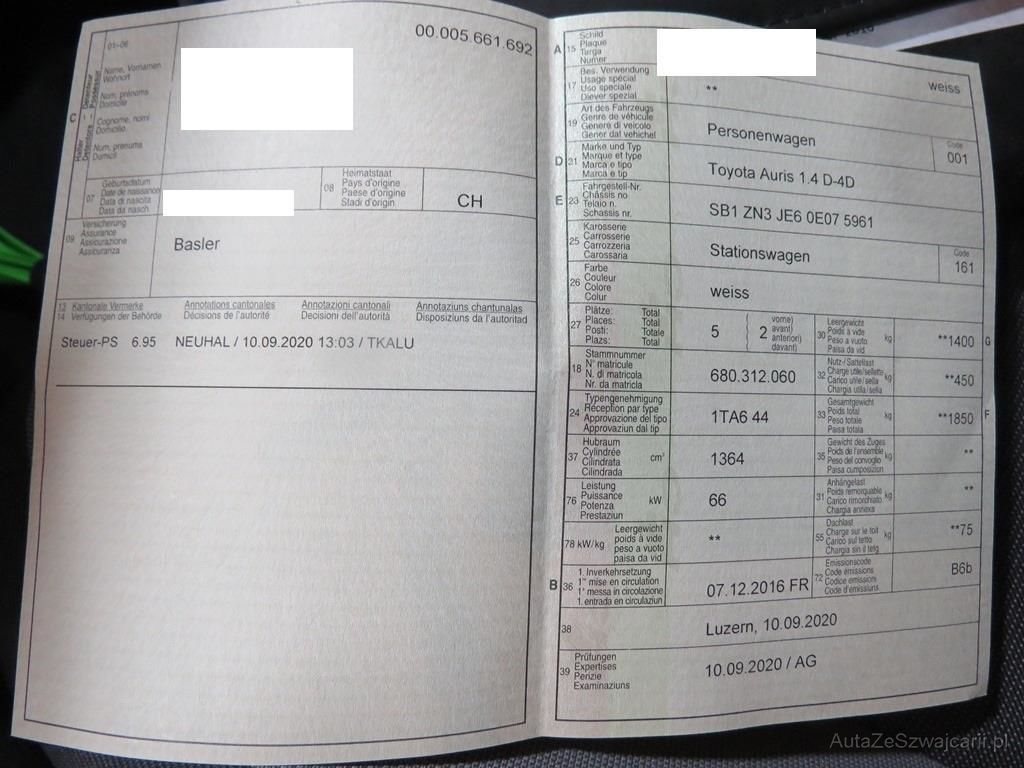 00.005.661.692
01-06
Name, Vornamen
Wohnort
Nom, prénoms
Domicile
Cognome, nomi
Domicilio
Num, prenums
Domicil
C
Halter
Détenteur
Detentore
Possessur
07
Geburtsdatum
Date de naissance
Data di nascita
Data da nasch.
08
Heimatstaat
Pays d'origine
Paese d'origine
Stadi d'origin
CH
09
Versicherung
Assurance
Assicurazione
Assicuranza
Basler
13 Kantonale Vermerke Annotations cantonales Annotazioni cantonali Annotaziuns chantunalas
14 Verfügungen der Behörde Décisions de l'autorité Decisioni dell'autorità Disposiziuns da l'autoritad
Steuer-PS 6.95 NEUHAL / 10.09.2020 13:03 / TKALU
A 15
Schild
Plaque
Targa
Numer
weiss
17
Bes. Verwendung
Usage spécial
Uso speciale
Diever spezial
**
19
Art des Fahrzeugs
Genre de véhicule
Genere di veicolo
Gener dal vehichel
Personenwagen
Code
001
D 21
Marke und Typ
Marque et type
Marca e tipo
Marca e tip
Toyota Auris 1.4 D-4D
E 23
Fahrgestell-Nr.
Châssis no
Telaio n.
Schassis nr.
SB1 ZN3 JE6 0E07 5961
25
Karosserie
Carrosserie
Carrozzeria
Carossaria
Stationswagen
Code
161
26
Farbe
Couleur
Colore
Colur
weiss
27
Plätze: Total
Places: Total
Posti: Totale
Plazs: Total
5
2
vorne)
avant)
anteriori)
davant)
30
Leergewicht
Poids à vide
Peso a vuoto
Paisa da vid
kg
**1400
G
18
Stammnummer
N° matricule
N. di matricola
Nr. da matricla
680.312.060
32
Nutz-/Sattellast
Charge utile/sellette
Carico utile/sella
Chargia utila/sella
kg
**450
24
Typengenehmigung
Réception par type
Approvazione del tipo
Approvaziun dal tip
1TA6 44
33
Gesamtgewicht
Poids total
Peso totale
Paisa totala
kg
**1850
F
37
Hubraum
Cylindrée
Cilindrata
Cilindrada
cm³
1364
35
Gewicht des Zuges
Poids de l'ensemble
Peso del convoglio
Paisa cumposiziun
kg
**
76
Leistung
Puissance
Potenza
Prestaziun
kW
66
31
Anhängelast
Poids remorquable
Carico rimorchiato
Chargia annexa
kg
**
78 kW/kg
Leergewicht
poids à vide
peso a vuoto
paisa da vid
**
55
Dachlast
Charge sur le toit
Carico sul tetto
Chargia sin il tetg
kg
**75
B 36
1. Inverkehrsetzung
1re mise en circulation
1a messa in circolazione
1. entrada en circulaziun
07.12.2016 FR
72
Emissionscode
Code émissions
Codice emissioni
Code d'emissiuns
B6b
38
Luzern, 10.09.2020
39
Prüfungen
Expertises
Perizie
Examinaziuns
10.09.2020 / AG
AutaZeSzwajcarii.pl